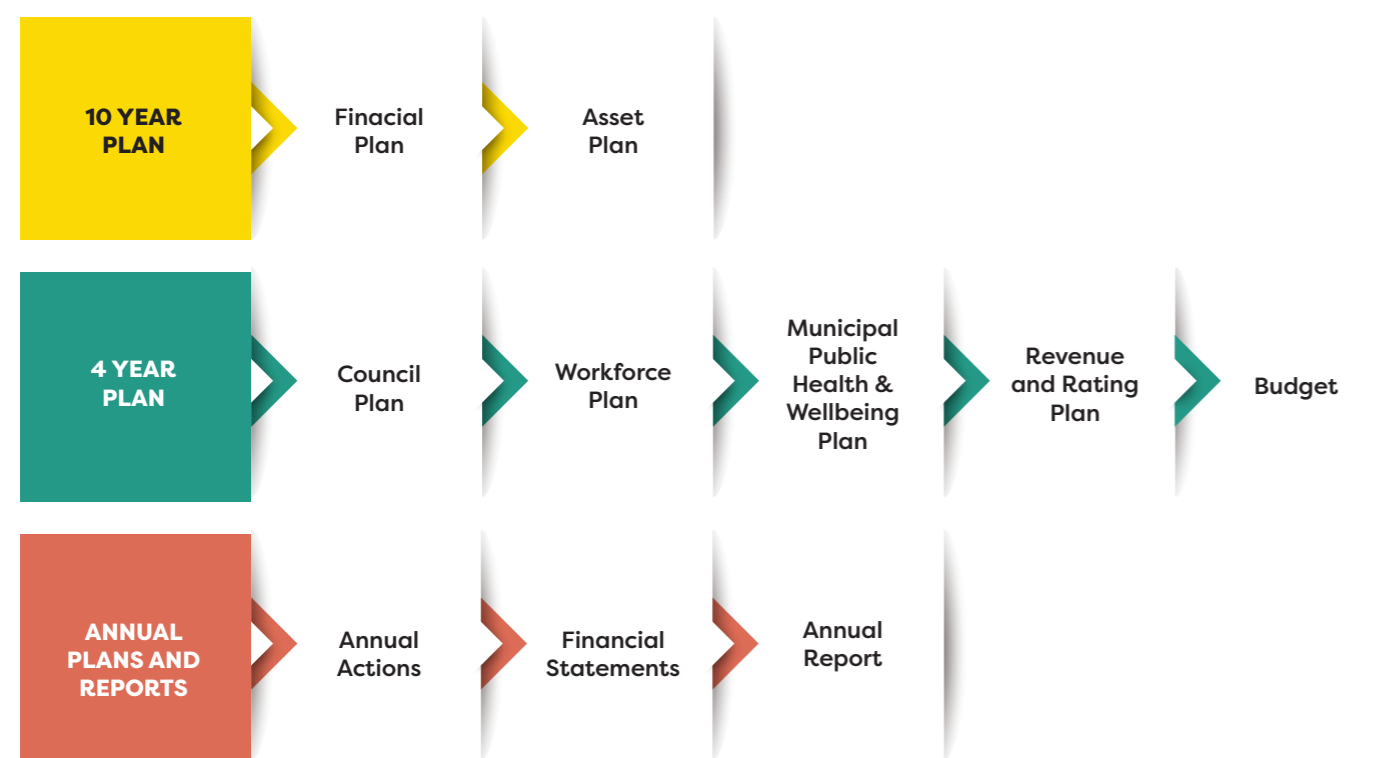 10 YEAR
PLAN
Finacial
Plan
Asset
Plan
4 YEAR
PLAN
Council
Plan
Workforce
Plan
Municipal
Public
Health &
Wellbeing
Plan
Revenue
and Rating
Plan
Budget
ANNUAL
PLANS AND
REPORTS
Annual
Actions
Financial
Statements
Annual
Report